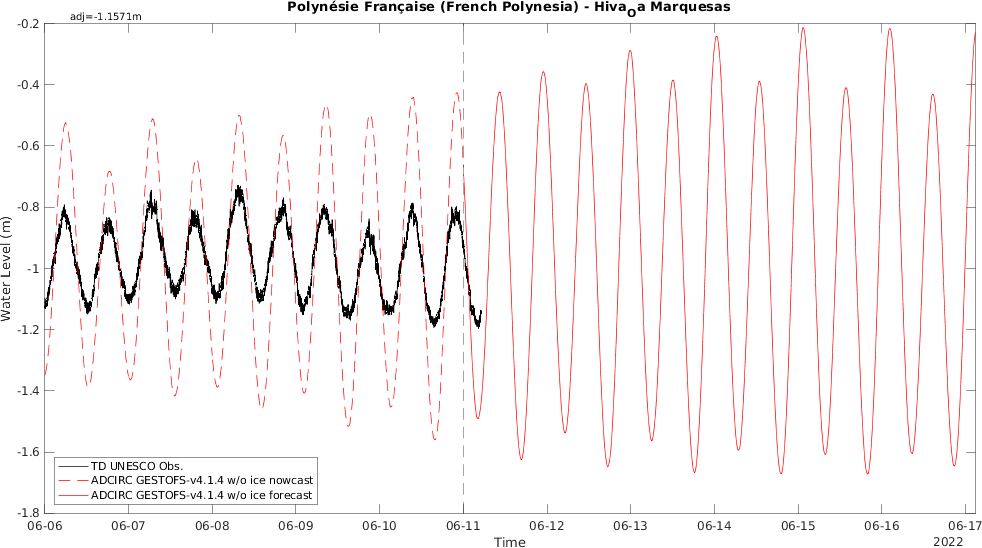 Polynésie Française (French Polynesia) - Hiva_Oa Marquesas
adj=-1.1571m
-0.2
-0.4
-0.6
-0.8
-1
-1.2
-1.4
-1.6
-1.8
Water Level (m)
TD UNESCO Obs.
ADCIRC GESTOFS-v4.1.4 w/o ice nowcast
ADCIRC GESTOFS-v4.1.4 w/o ice forecast
06-06 06-07 06-08 06-09 06-10 06-11 06-12 06-13 06-14 06-15 06-16 06-17
Time
2022